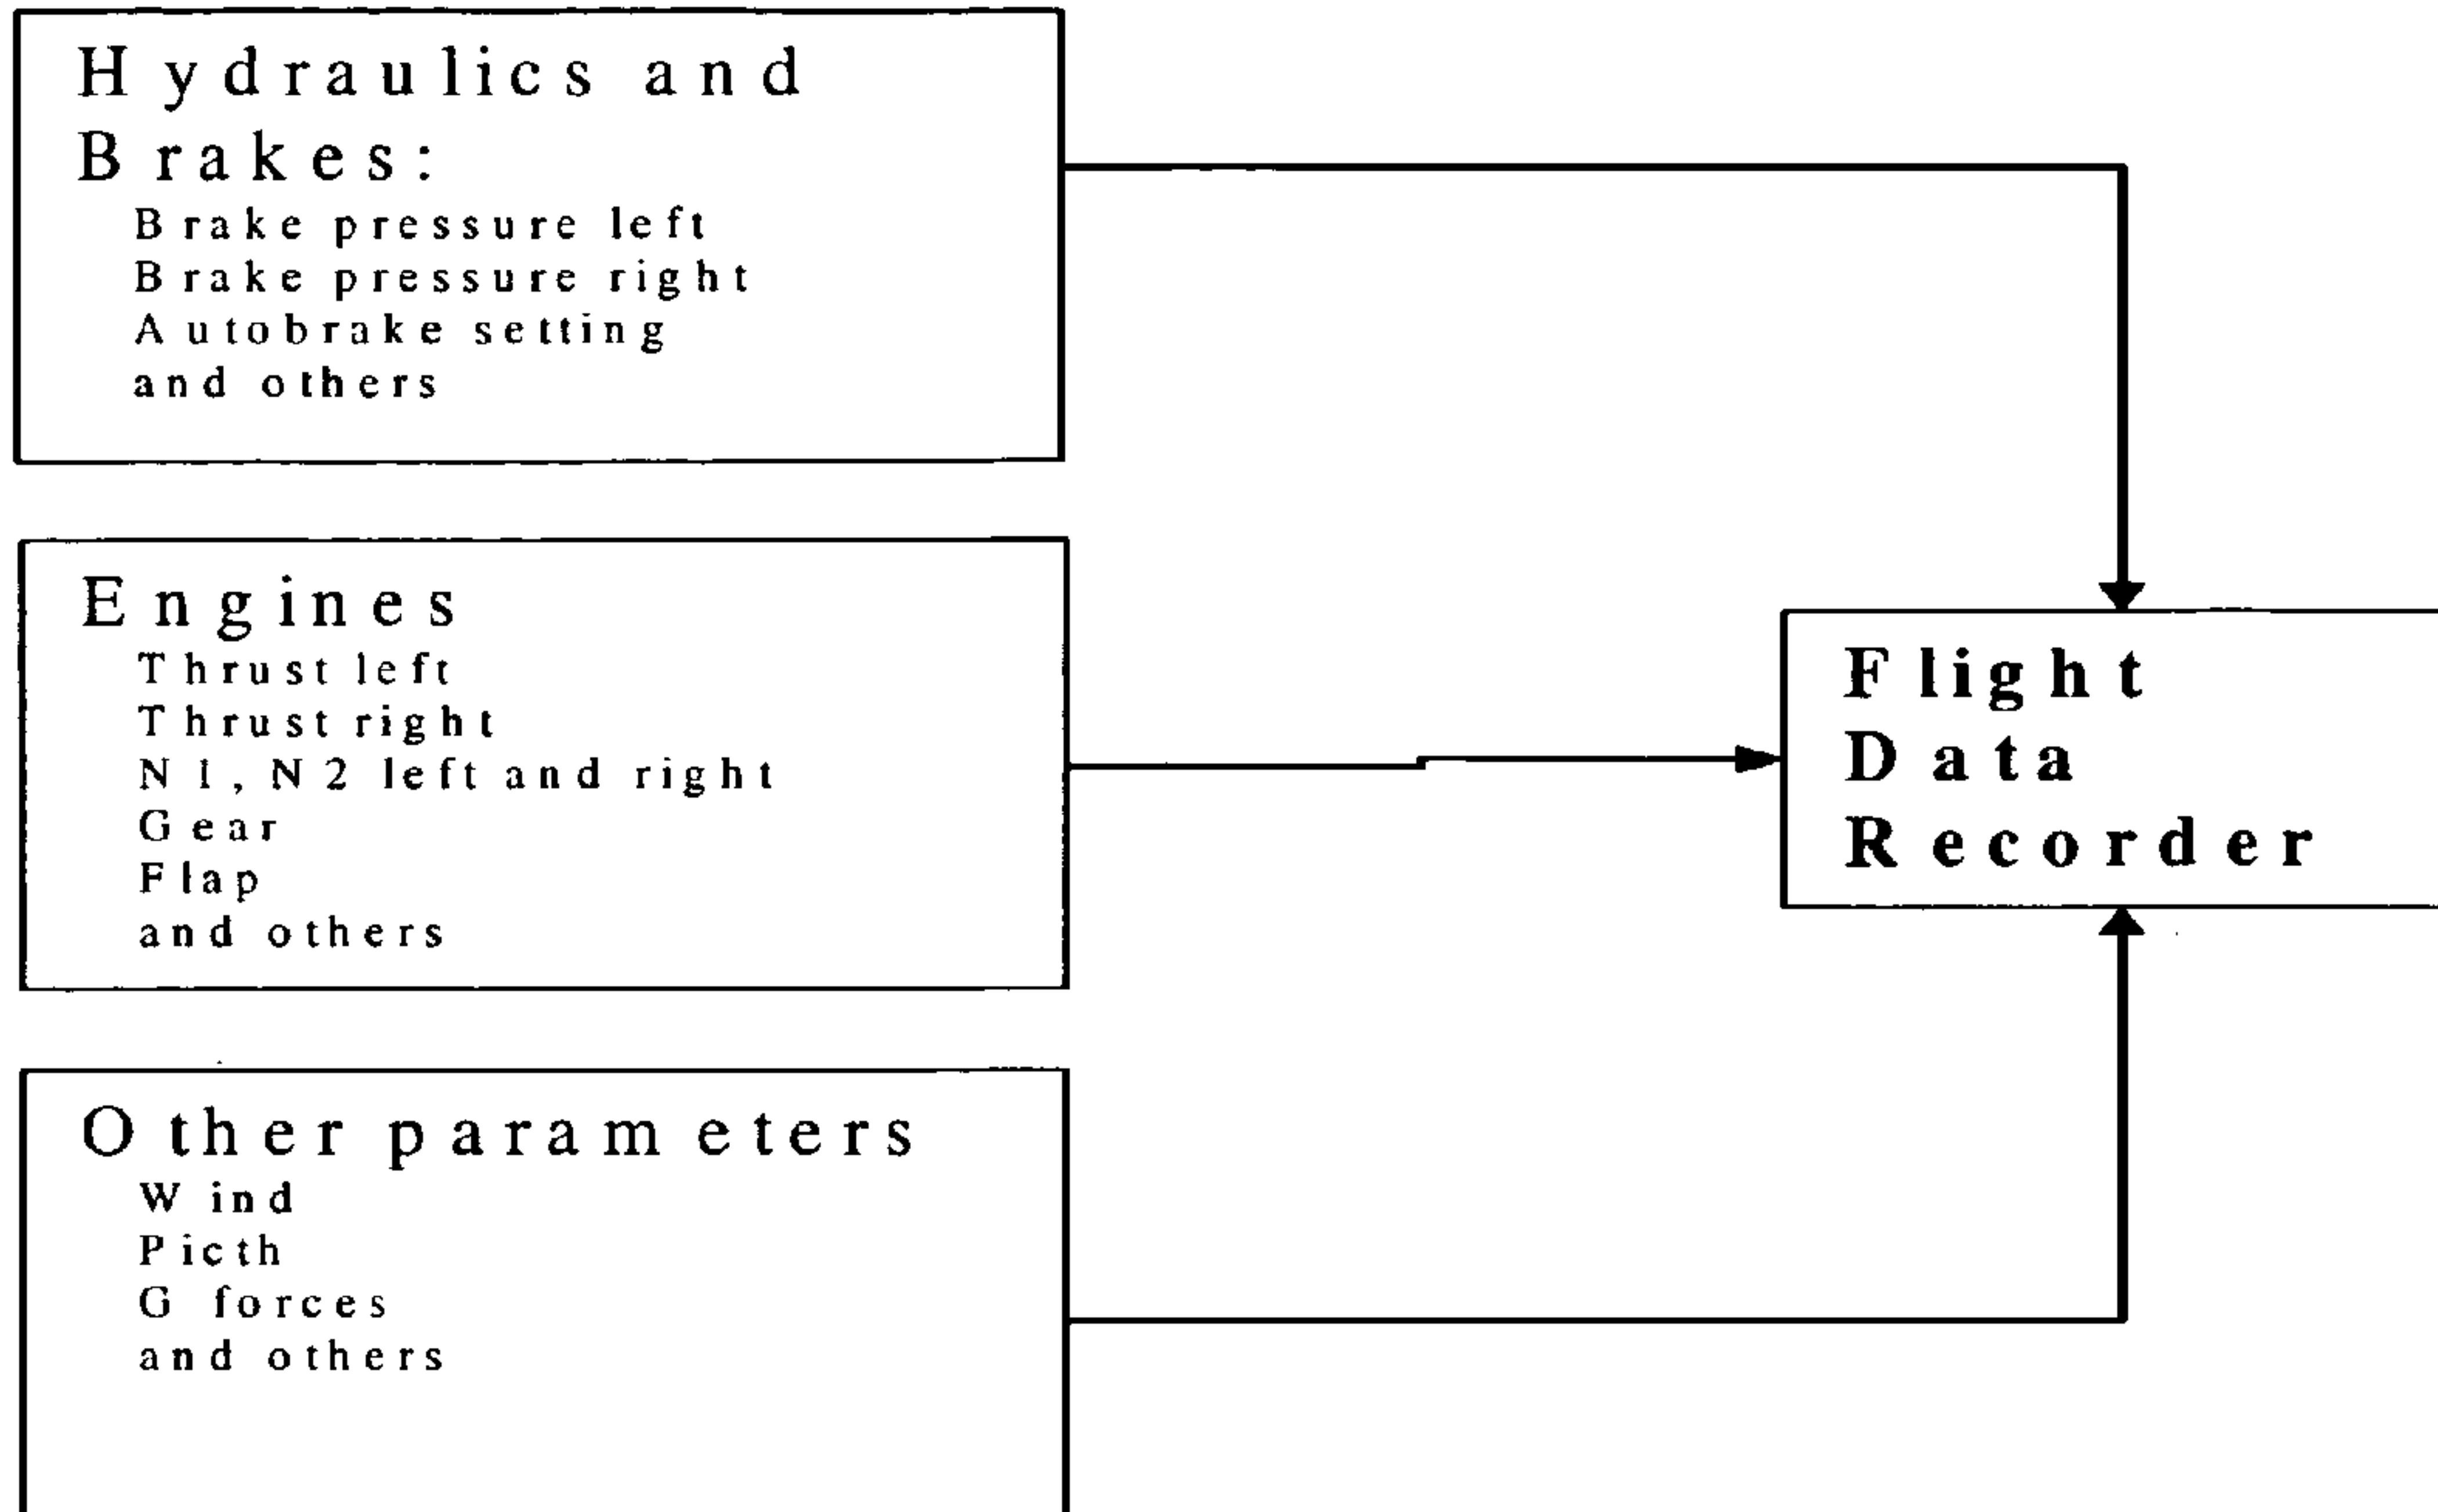 Hydraulics and
Brakes:
Brake pressure left
Brake pressure right
Autobrake setting
and others
Engines
Thrust left
Thrust right
N1, N2 left and right
Gear
Flap
and others
Flight
Data
Recorder
Other parameters
Wind
Picth
G forces
and others